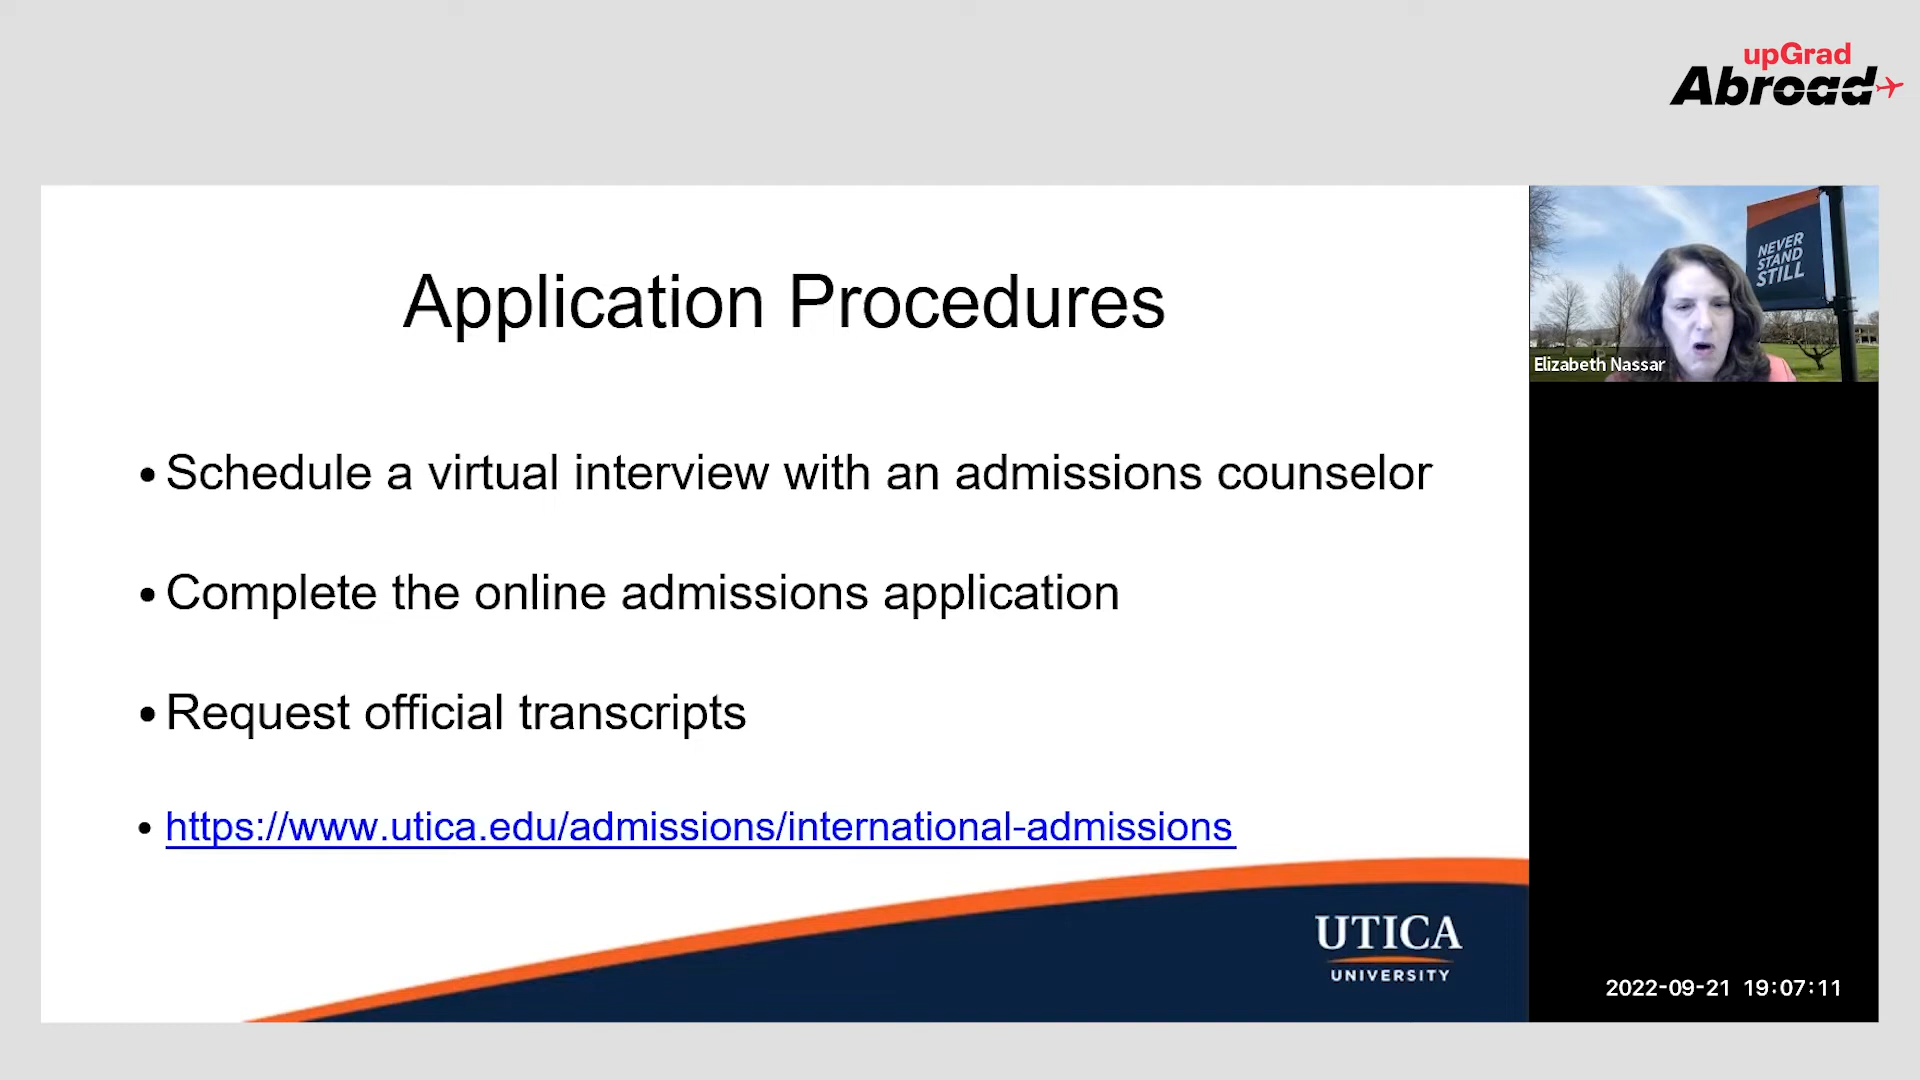 upGrad
Abroad
Application Procedures
NEVER
STAND
STILL
Elizabeth Nassar
• Schedule a virtual interview with an admissions counselor
• Complete the online admissions application
• Request official transcripts
• https://www.utica.edu/admissions/international-admissions
UTICA
UNIVERSITY
2022-09-21 19:07:11